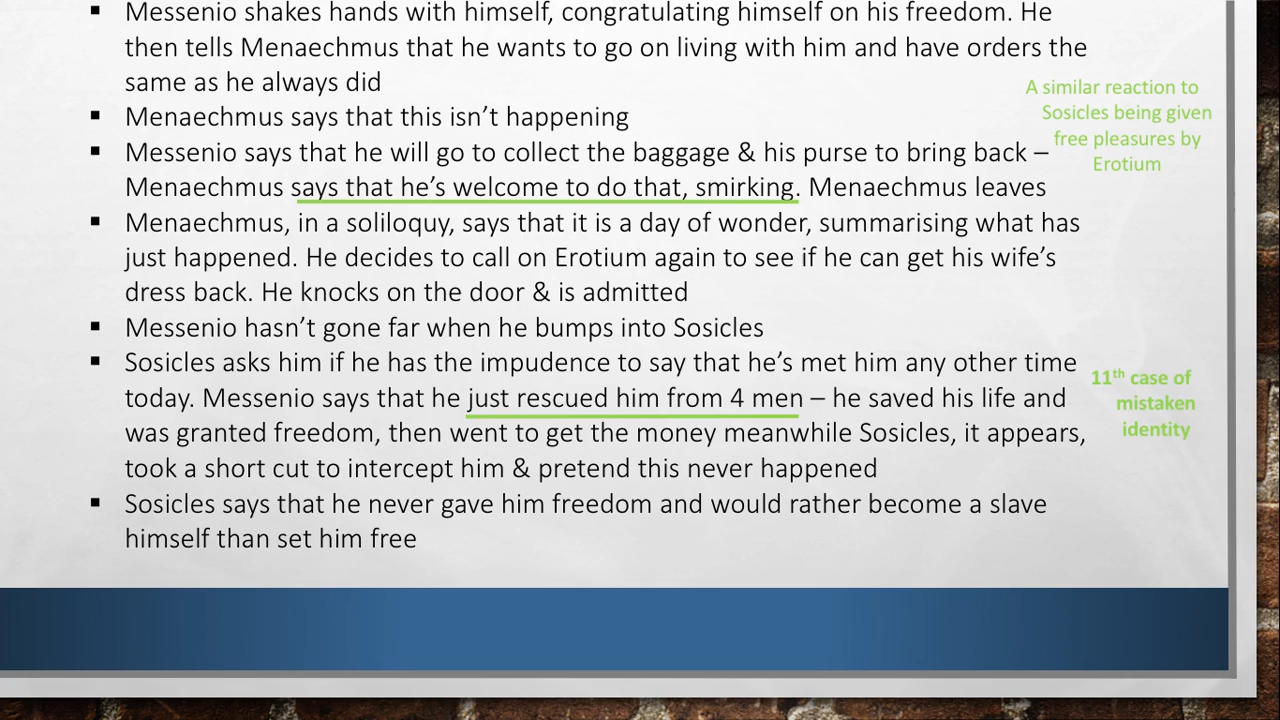 ▪ Messenio shakes hands with himself, congratulating himself on his freedom. He
then tells Menaechmus that he wants to go on living with him and have orders the
same as he always did
▪ Menaechmus says that this isn’t happening
▪ Messenio says that he will go to collect the baggage & his purse to bring back –
Menaechmus says that he’s welcome to do that, smirking. Menaechmus leaves
▪ Menaechmus, in a soliloquy, says that it is a day of wonder, summarising what has
just happened. He decides to call on Erotium again to see if he can get his wife’s
dress back. He knocks on the door & is admitted
▪ Messenio hasn’t gone far when he bumps into Sosicles
▪ Sosicles asks him if he has the impudence to say that he’s met him any other time
today. Messenio says that he just rescued him from 4 men – he saved his life and
was granted freedom, then went to get the money meanwhile Sosicles, it appears,
took a short cut to intercept him & pretend this never happened
▪ Sosicles says that he never gave him freedom and would rather become a slave
himself than set him free
A similar reaction to
Sosicles being given
free pleasures by
Erotium
11th case of
mistaken
identity